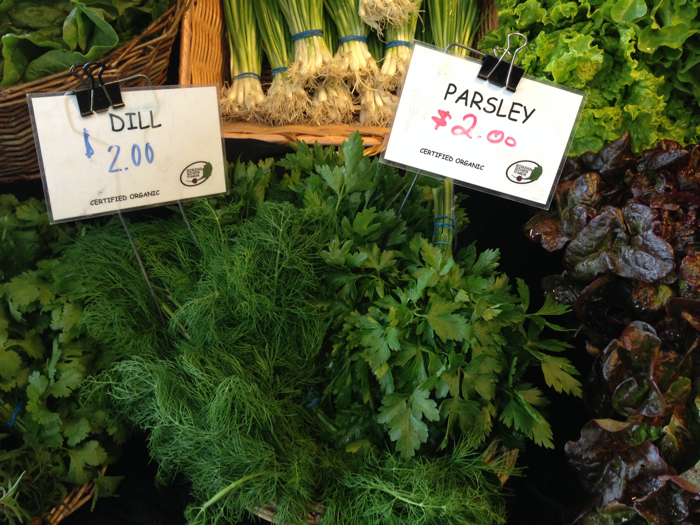 DILL
$2.00
CERTIFIED ORGANIC
PARSLEY
$2.00
CERTIFIED ORGANIC